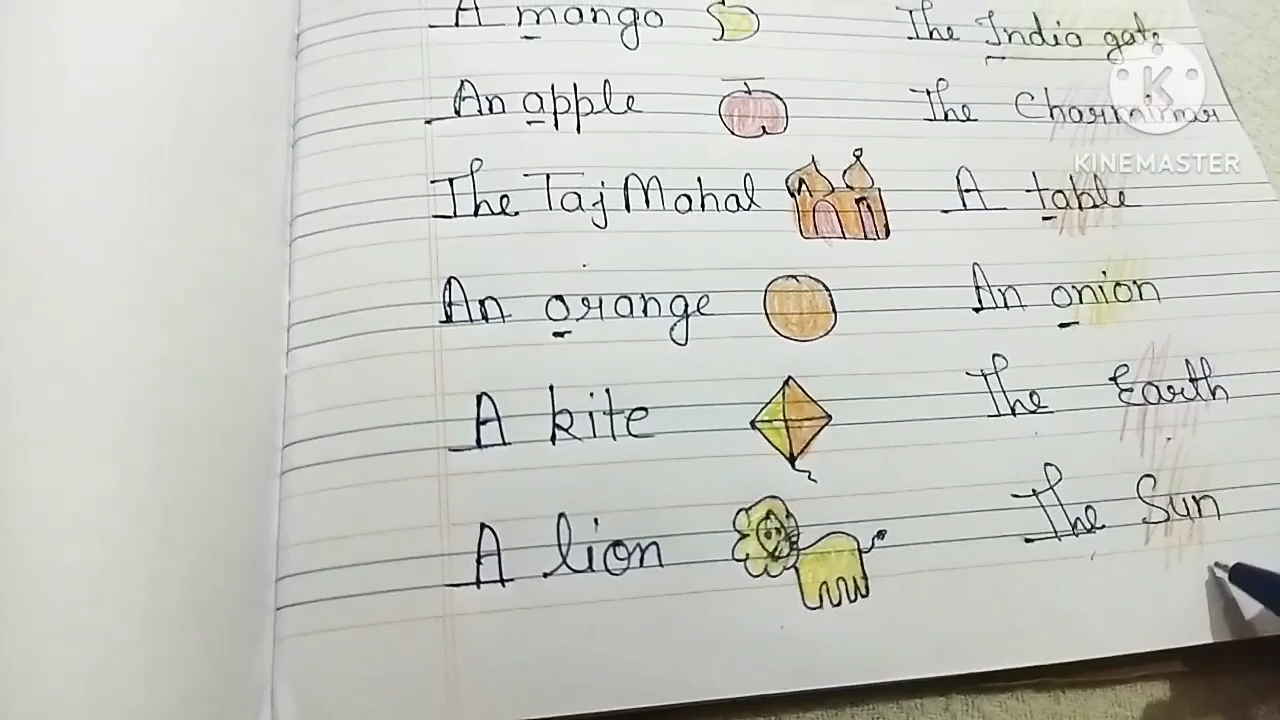 A mango The India gate
An apple The Charminar
KINEMASTER
The Taj Mahal A table
An orange An onion
A kite The Earth
A lion The Sun